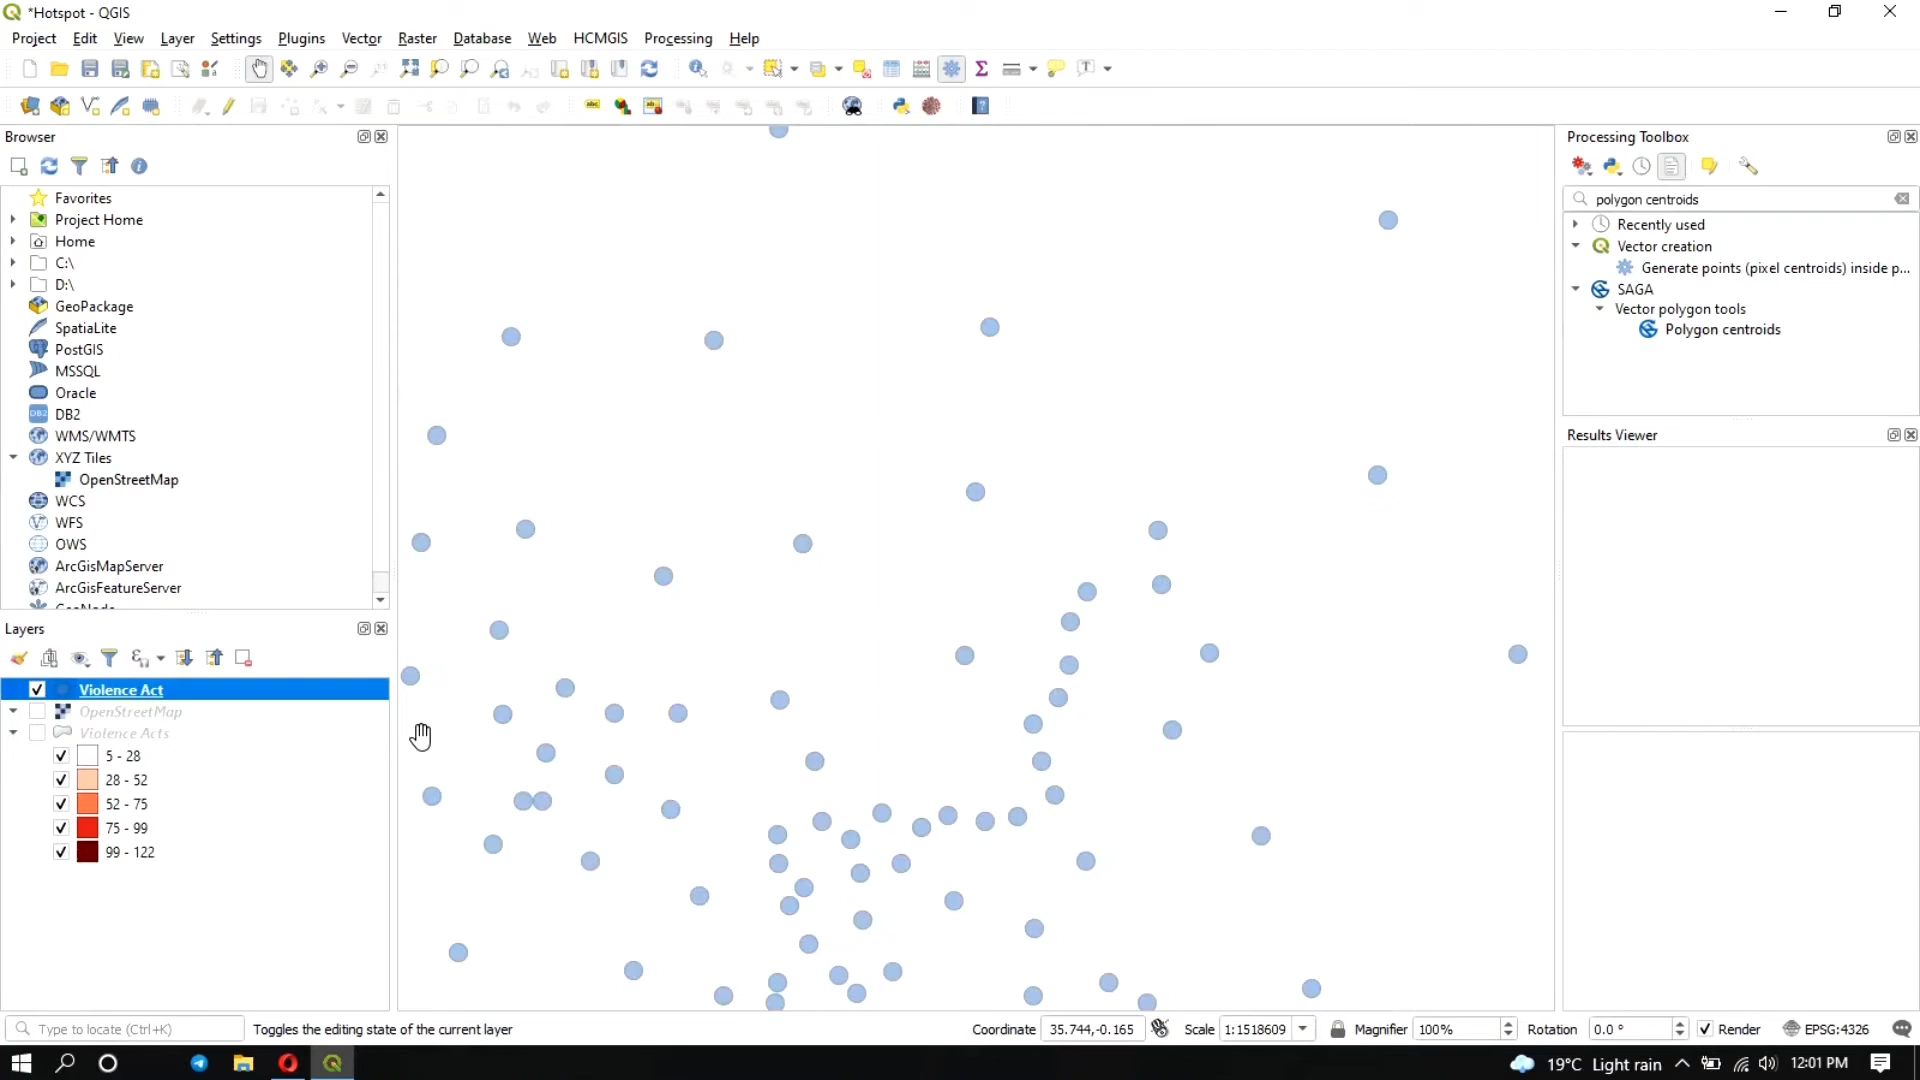 *Hotspot - QGIS
Project Edit View Layer Settings Plugins Vector Raster Database Web HCMGIS Processing Help
Browser
Favorites
Project Home
Home
C:\
D:\
GeoPackage
SpatiaLite
PostGIS
MSSQL
Oracle
DB2
DB2
WMS/WMTS
XYZ Tiles
OpenStreetMap
WCS
WFS
OWS
ArcGisMapServer
ArcGisFeatureServer
GeoNode
Layers
Violence Act
OpenStreetMap
Violence Acts
5 - 28
28 - 52
52 - 75
75 - 99
99 - 122
Processing Toolbox
polygon centroids
Recently used
Vector creation
Generate points (pixel centroids) inside p...
SAGA
Vector polygon tools
Polygon centroids
Results Viewer
Type to locate (Ctrl+K) Toggles the editing state of the current layer Coordinate 35.744,-0.165 Scale 1:1518609 Magnifier 100% Rotation 0.0 ° Render EPSG:4326
19°C Light rain 12:01 PM